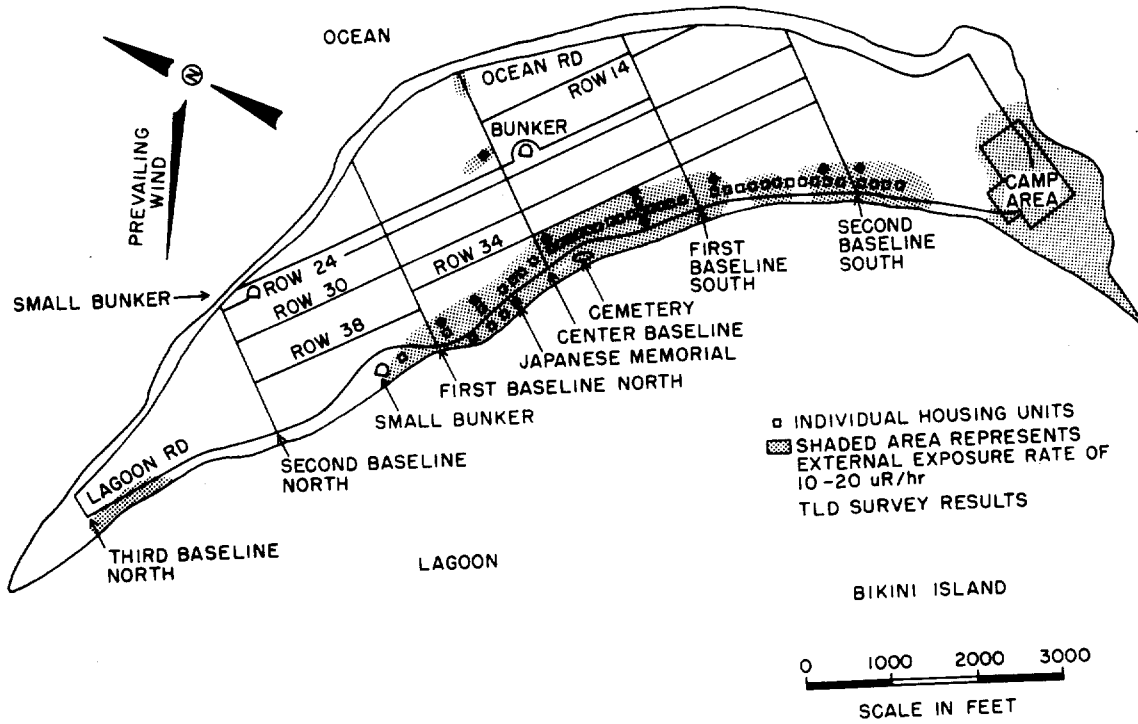 OCEAN
N
PREVAILING
WIND
OCEAN RD
ROW 14
BUNKER
CAMP
AREA
SECOND
BASELINE
SOUTH
FIRST
BASELINE
SOUTH
ROW 24
ROW 30
ROW 34
ROW 38
SMALL BUNKER
CEMETERY
CENTER BASELINE
JAPANESE MEMORIAL
FIRST BASELINE NORTH
SMALL BUNKER
SECOND BASELINE
NORTH
LAGOON RD
THIRD BASELINE
NORTH
LAGOON
INDIVIDUAL HOUSING UNITS
SHADED AREA REPRESENTS
EXTERNAL EXPOSURE RATE OF
10-20 uR/hr
TLD SURVEY RESULTS
BIKINI ISLAND
0 1000 2000 3000
SCALE IN FEET